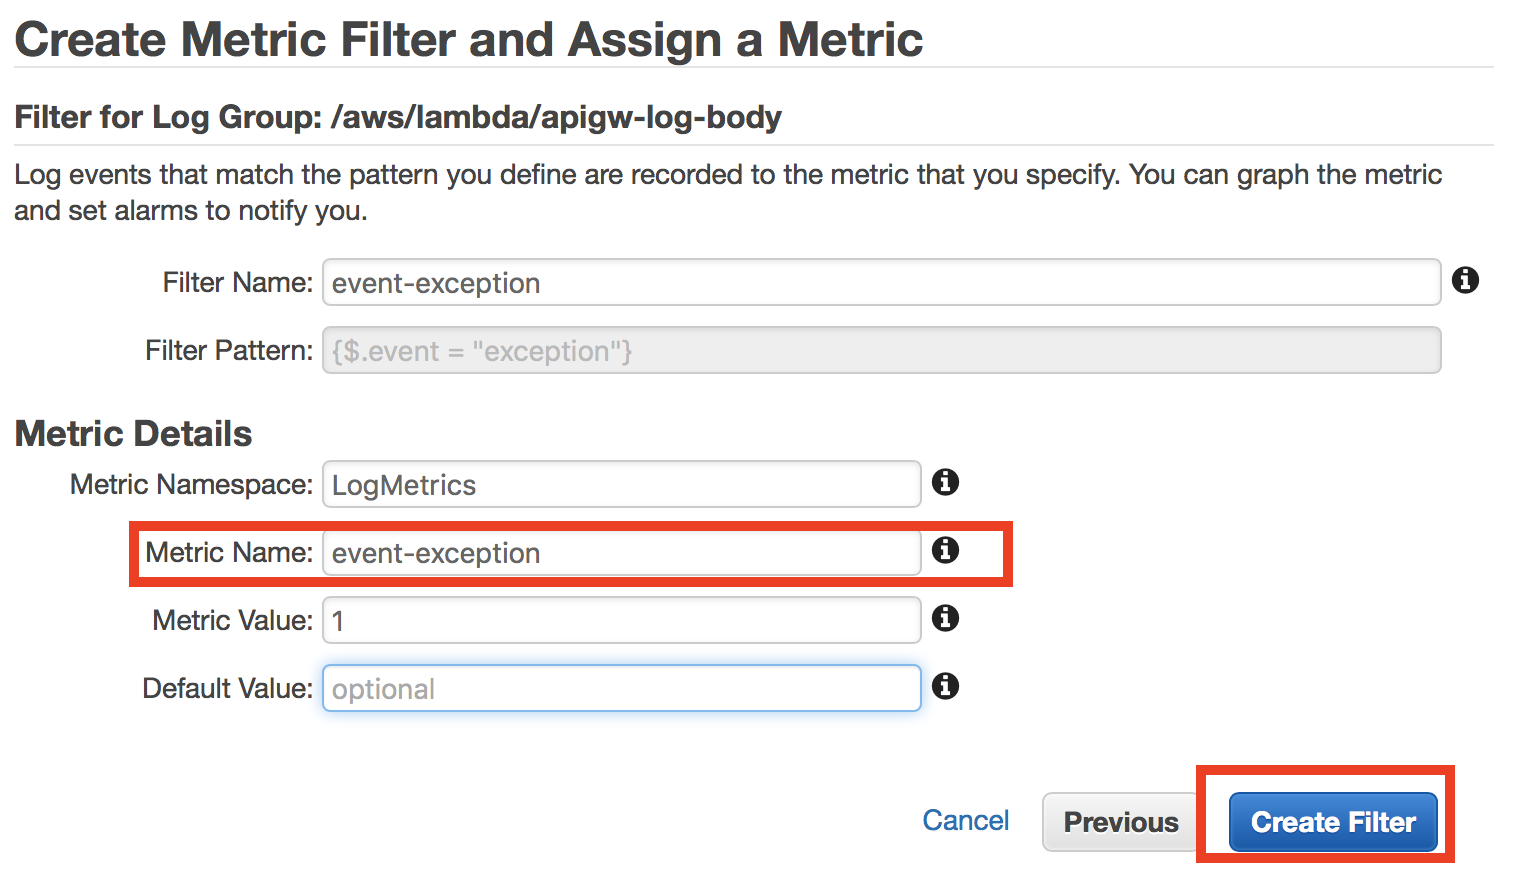 Create Metric Filter and Assign a Metric
Filter for Log Group: /aws/lambda/apigw-log-body
Log events that match the pattern you define are recorded to the metric that you specify. You can graph the metric
and set alarms to notify you.
Filter Name: event-exception
Filter Pattern: {$.event = "exception"}
Metric Details
Metric Namespace: LogMetrics
Metric Name: event-exception
Metric Value: 1
Default Value: optional
Cancel Previous Create Filter